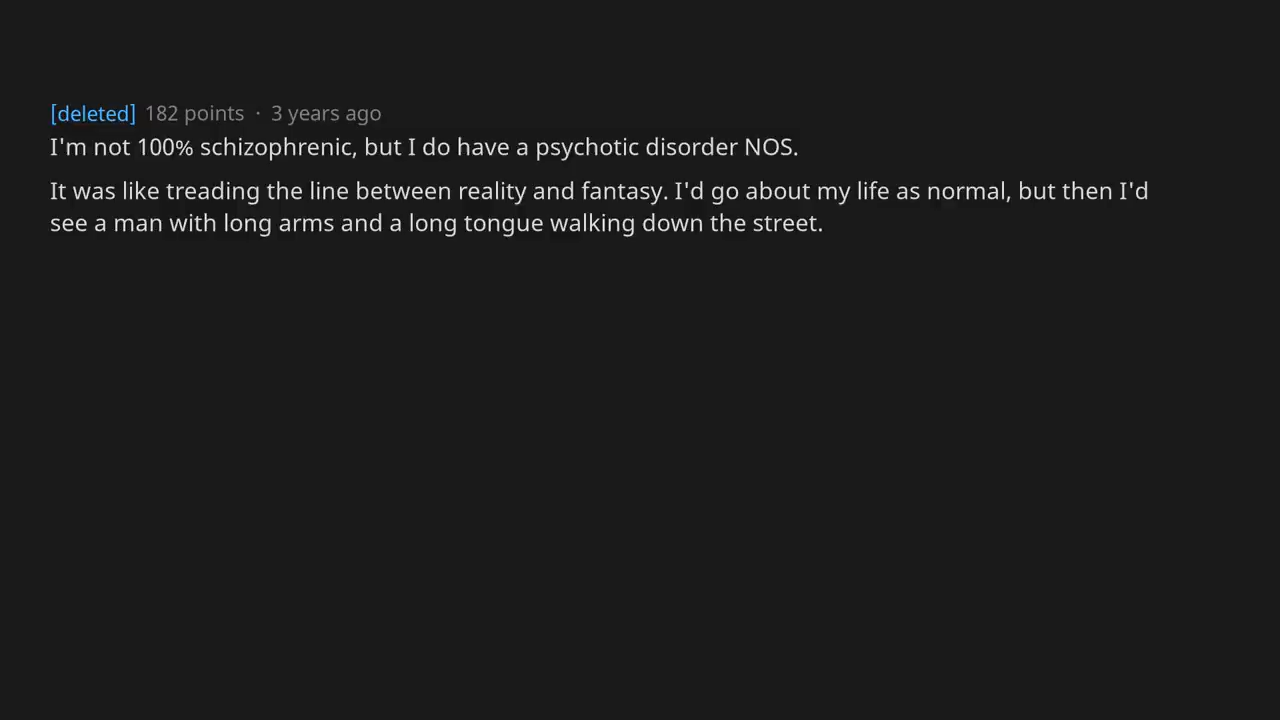 [deleted] 182 points · 3 years ago
I'm not 100% schizophrenic, but I do have a psychotic disorder NOS.
It was like treading the line between reality and fantasy. I'd go about my life as normal, but then I'd
see a man with long arms and a long tongue walking down the street.